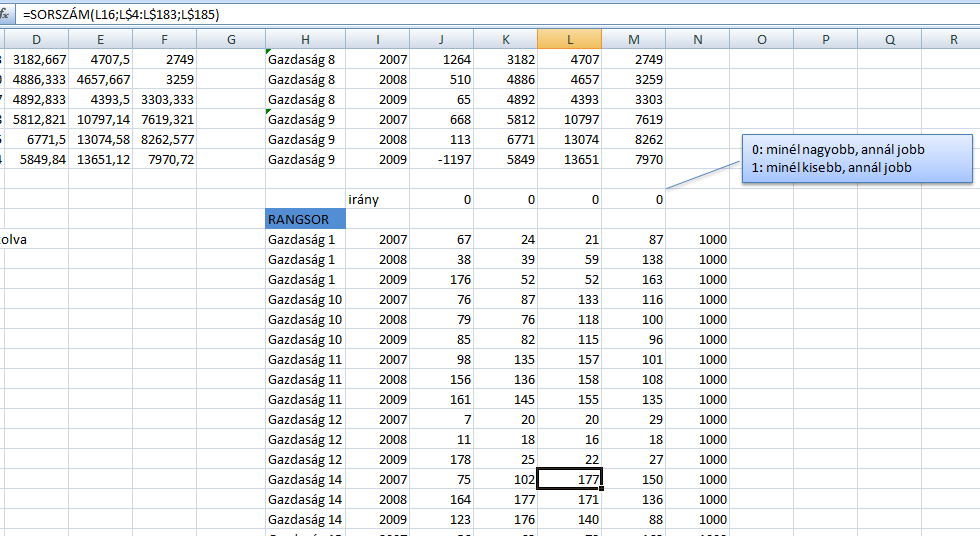 fx =SORSZÁM(L16;L$4:L$183;L$185)
D E F G H I J K L M N O P Q R
3182,667 4707,5 2749 Gazdaság 8 2007 1264 3182 4707 2749
4886,333 4657,667 3259 Gazdaság 8 2008 510 4886 4657 3259
4892,833 4393,5 3303,333 Gazdaság 8 2009 65 4892 4393 3303
5812,821 10797,14 7619,321 Gazdaság 9 2007 668 5812 10797 7619
6771,5 13074,58 8262,577 Gazdaság 9 2008 113 6771 13074 8262
5849,84 13651,12 7970,72 Gazdaság 9 2009 -1197 5849 13651 7970
0: minél nagyobb, annál jobb
1: minél kisebb, annál jobb
irány 0 0 0 0
RANGSOR
olva Gazdaság 1 2007 67 24 21 87 1000
Gazdaság 1 2008 38 39 59 138 1000
Gazdaság 1 2009 176 52 52 163 1000
Gazdaság 10 2007 76 87 133 116 1000
Gazdaság 10 2008 79 76 118 100 1000
Gazdaság 10 2009 85 82 115 96 1000
Gazdaság 11 2007 98 135 157 101 1000
Gazdaság 11 2008 156 136 158 108 1000
Gazdaság 11 2009 161 145 155 135 1000
Gazdaság 12 2007 7 20 20 29 1000
Gazdaság 12 2008 11 18 16 18 1000
Gazdaság 12 2009 178 25 22 27 1000
Gazdaság 14 2007 75 102 177 150 1000
Gazdaság 14 2008 164 177 171 136 1000
Gazdaság 14 2009 123 176 140 88 1000